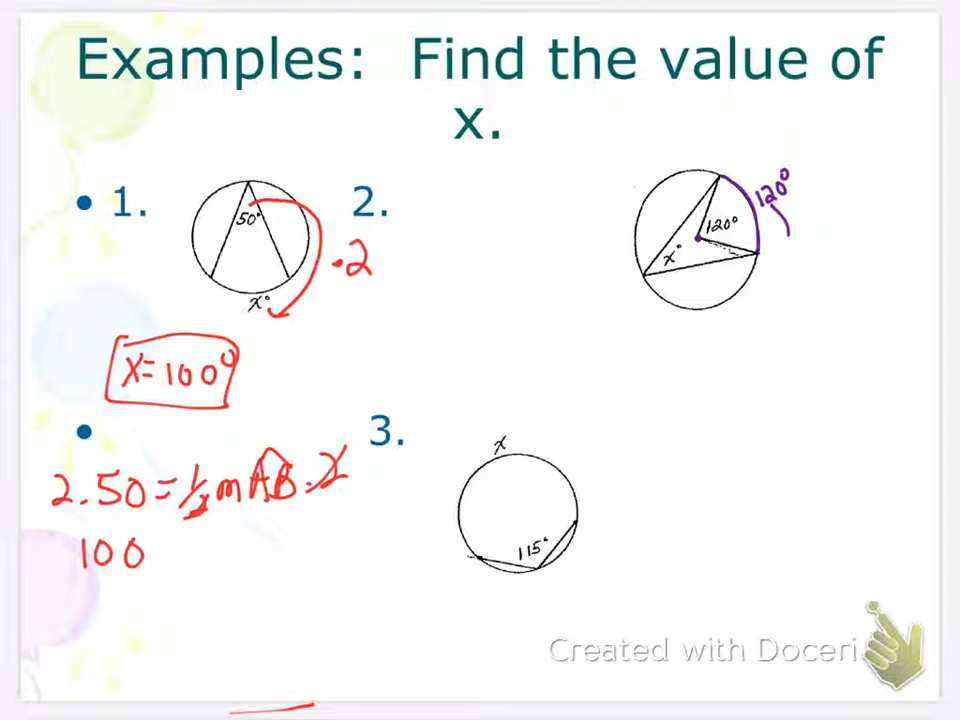 Examples: Find the value of
x.
• 1.
50°
x°
·2
x=100°
2.
120°
120°
x°
•
2·50=½mAB·2
100
3.
x
115°
Created with Doceri